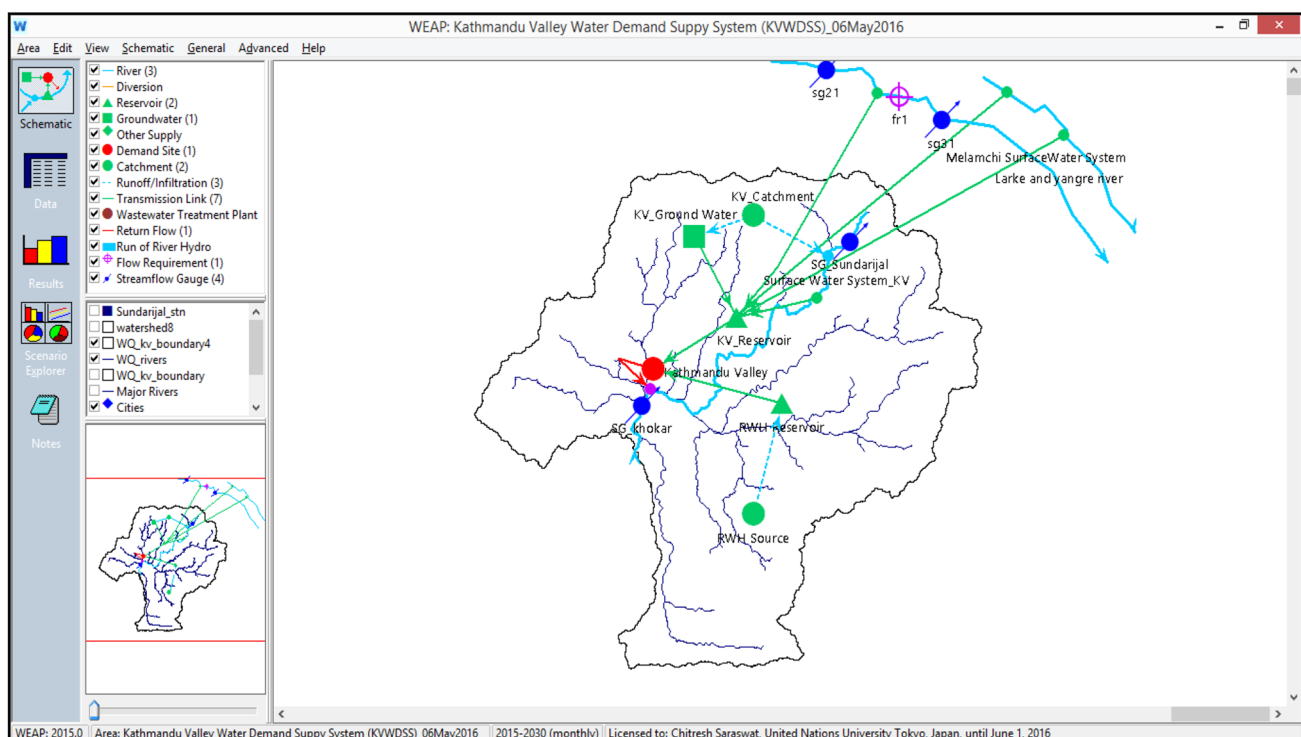 WEAP: Kathmandu Valley Water Demand Suppy System (KVWDSS)_06May2016
Area Edit View Schematic General Advanced Help
Schematic
Data
Results
Scenario
Explorer
Notes
River (3)
Diversion
Reservoir (2)
Groundwater (1)
Other Supply
Demand Site (1)
Catchment (2)
Runoff/Infiltration (3)
Transmission Link (7)
Wastewater Treatment Plant
Return Flow (1)
Run of River Hydro
Flow Requirement (1)
Streamflow Gauge (4)
Sundarijal_stn
watershed8
WQ_kv_boundary4
WQ_rivers
WQ_kv_boundary
Major Rivers
Cities
sg21
fr1
sg31
Melamchi SurfaceWater System
Larke and yangre river
KV_Catchment
KV_Ground Water
SG_Sundarijal
Surface Water System_KV
KV_Reservoir
Kathmandu Valley
SG_khokar
RWH Reservoir
RWH Source
WEAP: 2015.0 Area: Kathmandu Valley Water Demand Suppy System (KVWDSS)_06May2016 2015-2030 (monthly) Licensed to: Chitresh Saraswat, United Nations University Tokyo, Japan, until June 1, 2016